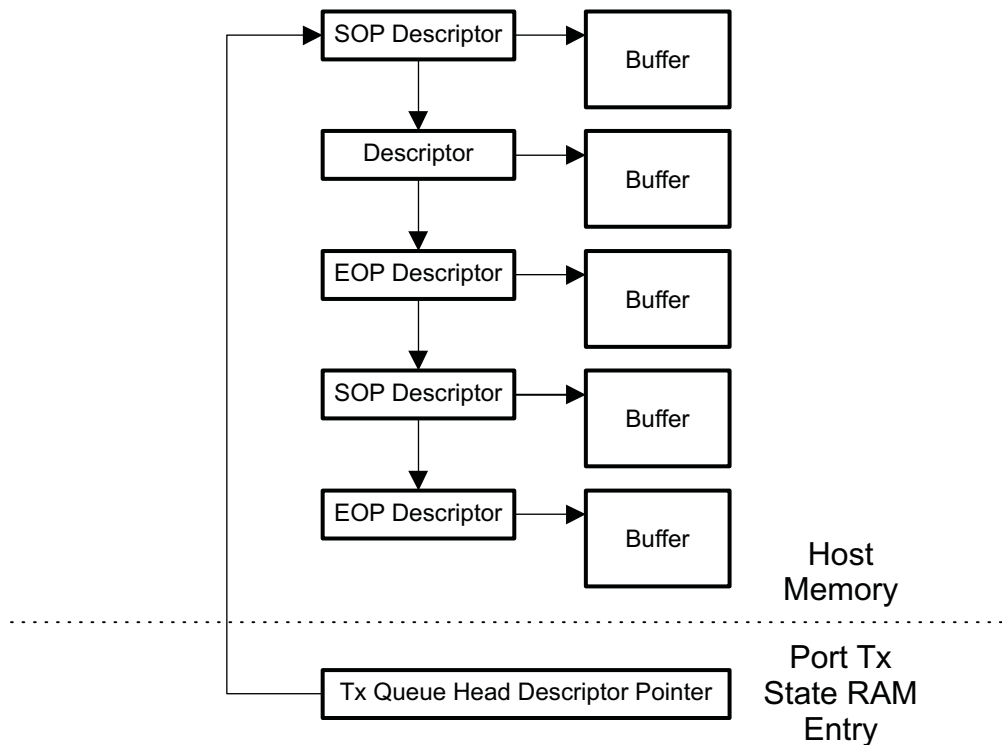 SOP Descriptor
Buffer
Descriptor
Buffer
EOP Descriptor
Buffer
SOP Descriptor
Buffer
EOP Descriptor
Buffer
Host
Memory
Tx Queue Head Descriptor Pointer
Port Tx
State RAM
Entry